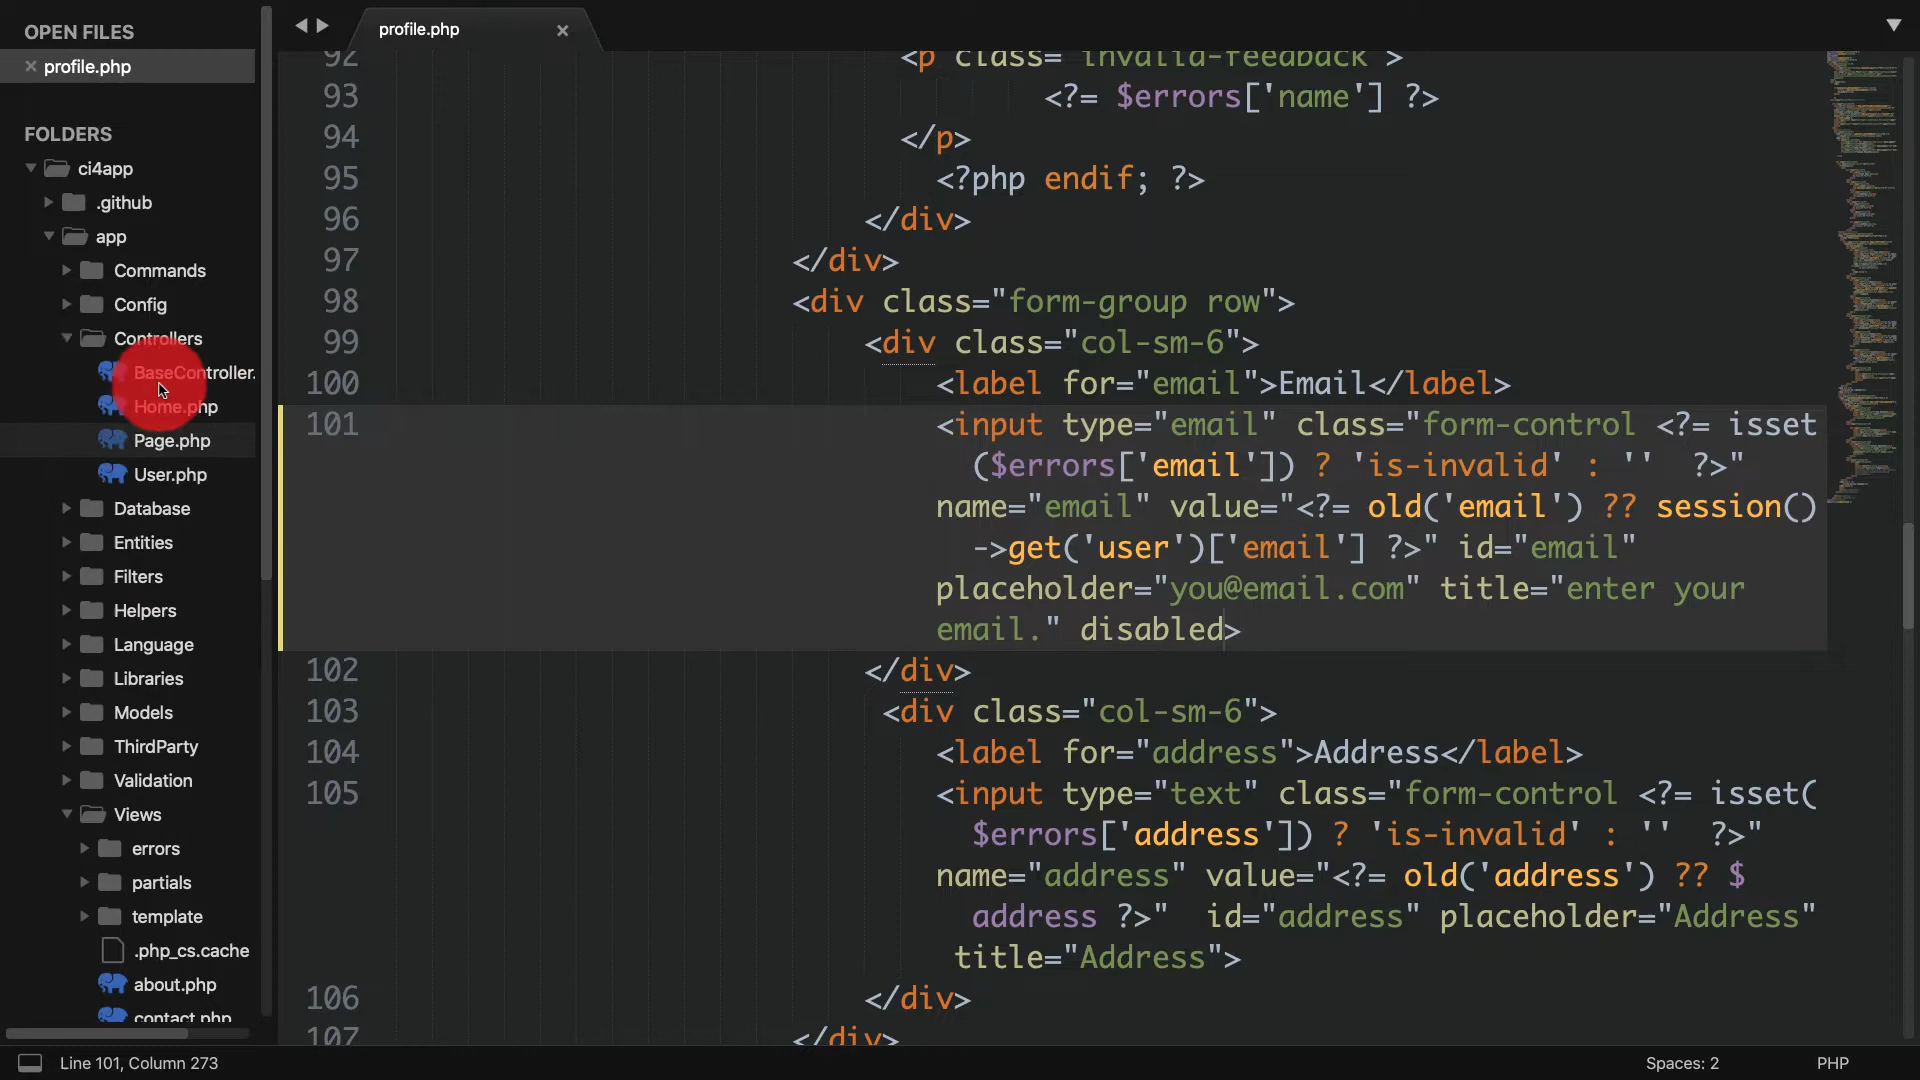 OPEN FILES
profile.php
FOLDERS
ci4app
.github
app
Commands
Config
Controllers
BaseController.
Home.php
Page.php
User.php
Database
Entities
Filters
Helpers
Language
Libraries
Models
ThirdParty
Validation
Views
errors
partials
template
.php_cs.cache
about.php
contact.php
profile.php
92 <p class="invalid-feedback">
93 <?= $errors['name'] ?>
94 </p>
95 <?php endif; ?>
96 </div>
97 </div>
98 <div class="form-group row">
99 <div class="col-sm-6">
100 <label for="email">Email</label>
101 <input type="email" class="form-control <?= isset
($errors['email']) ? 'is-invalid' : '' ?>"
name="email" value="<?= old('email') ?? session()
->get('user')['email'] ?>" id="email"
placeholder="you@email.com" title="enter your
email." disabled>
102 </div>
103 <div class="col-sm-6">
104 <label for="address">Address</label>
105 <input type="text" class="form-control <?= isset(
$errors['address']) ? 'is-invalid' : '' ?>"
name="address" value="<?= old('address') ?? $
address ?>" id="address" placeholder="Address"
title="Address">
106 </div>
107 </div>
Line 101, Column 273
Spaces: 2
PHP